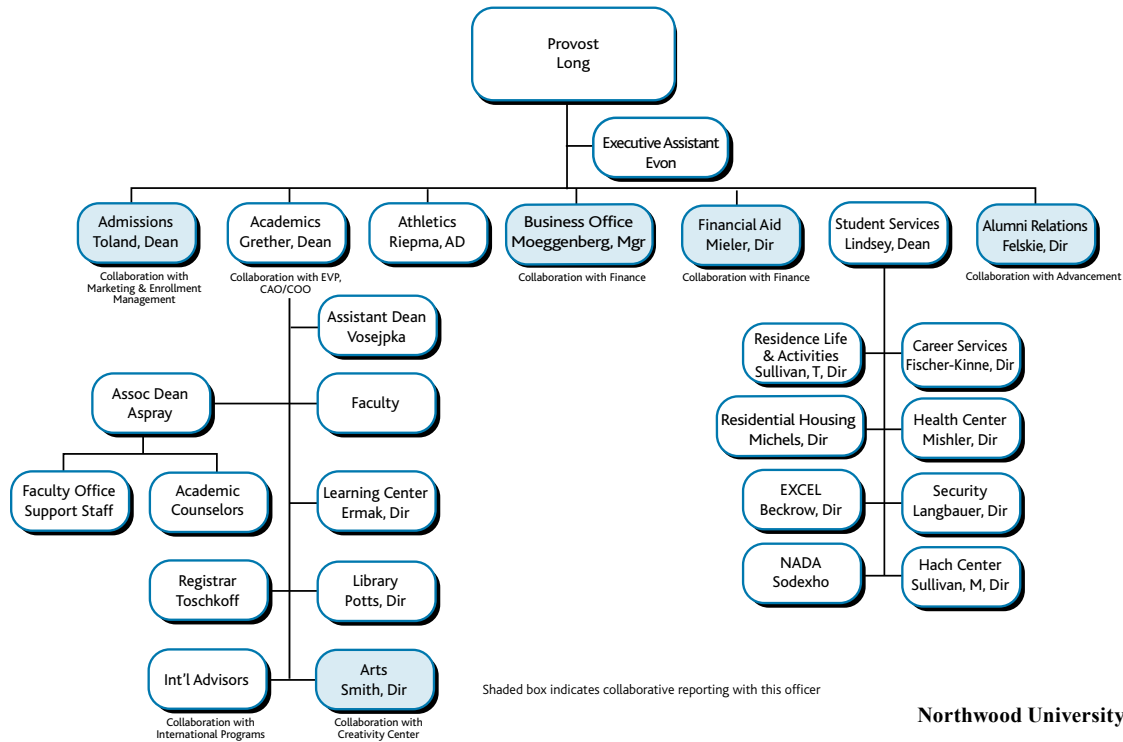 Provost
Long
Executive Assistant
Evon
Admissions
Toland, Dean
Collaboration with
Marketing & Enrollment
Management
Academics
Grether, Dean
Collaboration with EVP,
CAO/COO
Athletics
Riepma, AD
Business Office
Moeggenberg, Mgr
Collaboration with Finance
Financial Aid
Mieler, Dir
Collaboration with Finance
Student Services
Lindsey, Dean
Alumni Relations
Felskie, Dir
Collaboration with Advancement
Assistant Dean
Vosejpka
Assoc Dean
Aspray
Faculty
Faculty Office
Support Staff
Academic
Counselors
Learning Center
Ermak, Dir
Registrar
Toschkoff
Library
Potts, Dir
Int'l Advisors
Collaboration with
International Programs
Arts
Smith, Dir
Collaboration with
Creativity Center
Residence Life
& Activities
Sullivan, T, Dir
Career Services
Fischer-Kinne, Dir
Residential Housing
Michels, Dir
Health Center
Mishler, Dir
EXCEL
Beckrow, Dir
Security
Langbauer, Dir
NADA
Sodexho
Hach Center
Sullivan, M, Dir
Shaded box indicates collaborative reporting with this officer
Northwood University